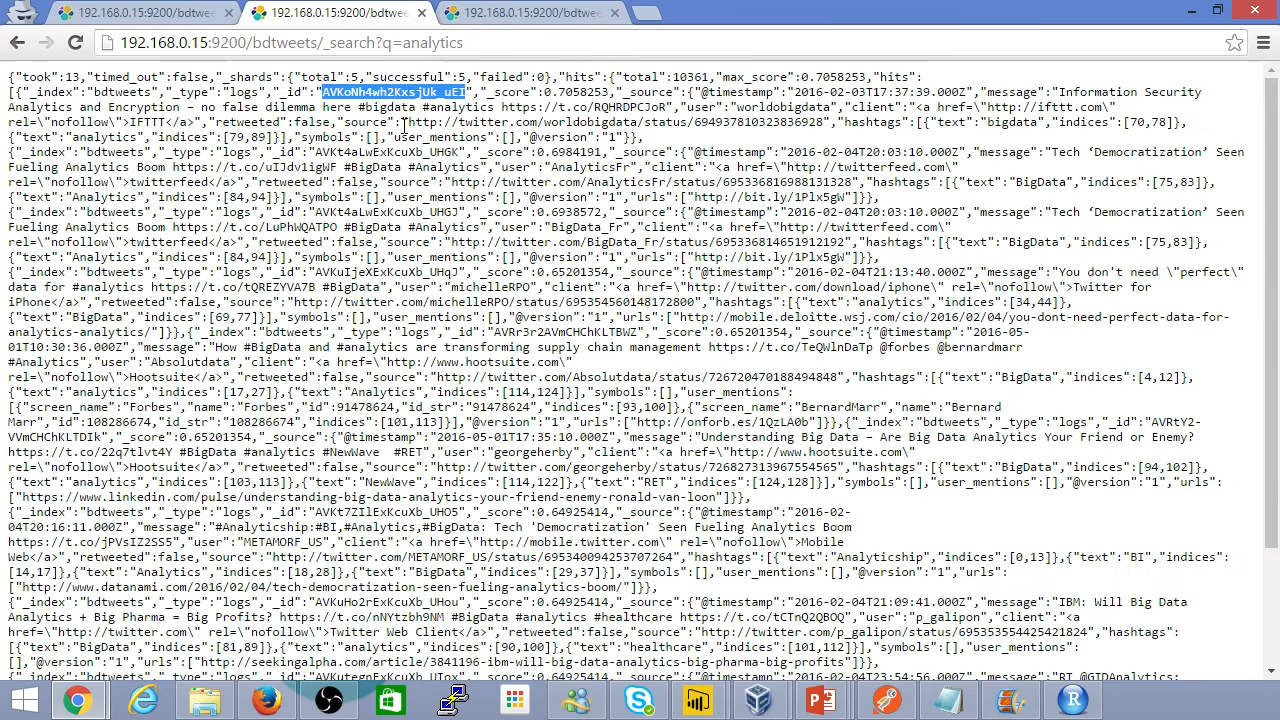 192.168.0.15:9200/bdtwe
192.168.0.15:9200/bdtwe
192.168.0.15:9200/bdtwe
192.168.0.15:9200/bdtweets/_search?q=analytics
{"took":13,"timed_out":false,"_shards":{"total":5,"successful":5,"failed":0},"hits":{"total":10361,"max_score":0.7058253,"hits":
[{"_index":"bdtweets","_type":"logs","_id":"AVKoNh4wh2KxsjUk_uEI","_score":0.7058253,"_source":{"@timestamp":"2016-02-03T17:37:39.000Z","message":"Information Security
Analytics and Encryption – no false dilemma here #bigdata #analytics https://t.co/RQHRDPCJoR","user":"worldobigdata","client":"<a href=\"http://ifttt.com\"
rel=\"nofollow\">IFTTT</a>","retweeted":false,"source":"http://twitter.com/worldobigdata/status/694937810323836928","hashtags":[{"text":"bigdata","indices":[70,78]},
{"text":"analytics","indices":[79,89]}],"symbols":[],"user_mentions":[],"@version":"1"}},
{"_index":"bdtweets","_type":"logs","_id":"AVKt4aLwExKcuXb_UHGK","_score":0.6984191,"_source":{"@timestamp":"2016-02-04T20:03:10.000Z","message":"Tech ‘Democratization’ Seen
Fueling Analytics Boom https://t.co/uIJdv1igWF #BigData #Analytics","user":"AnalyticsFr","client":"<a href=\"http://twitterfeed.com\"
rel=\"nofollow\">twitterfeed</a>","retweeted":false,"source":"http://twitter.com/AnalyticsFr/status/695336816988131328","hashtags":[{"text":"BigData","indices":[75,83]},
{"text":"Analytics","indices":[84,94]}],"symbols":[],"user_mentions":[],"@version":"1","urls":["http://bit.ly/1Plx5gW"]}},
{"_index":"bdtweets","_type":"logs","_id":"AVKt4aLwExKcuXb_UHGJ","_score":0.6938572,"_source":{"@timestamp":"2016-02-04T20:03:10.000Z","message":"Tech ‘Democratization’ Seen
Fueling Analytics Boom https://t.co/LuPhWQATPO #BigData #Analytics","user":"BigData_Fr","client":"<a href=\"http://twitterfeed.com\"
rel=\"nofollow\">twitterfeed</a>","retweeted":false,"source":"http://twitter.com/BigData_Fr/status/695336814651912192","hashtags":[{"text":"BigData","indices":[75,83]},
{"text":"Analytics","indices":[84,94]}],"symbols":[],"user_mentions":[],"@version":"1","urls":["http://bit.ly/1Plx5gW"]}},
{"_index":"bdtweets","_type":"logs","_id":"AVKuIjeXExKcuXb_UHqJ","_score":0.65201354,"_source":{"@timestamp":"2016-02-04T21:13:40.000Z","message":"You don't need \"perfect\"
data for #analytics https://t.co/tQREZYVA7B #BigData","user":"michelleRPO","client":"<a href=\"http://twitter.com/download/iphone\" rel=\"nofollow\">Twitter for
iPhone</a>","retweeted":false,"source":"http://twitter.com/michelleRPO/status/695354560148172800","hashtags":[{"text":"analytics","indices":[34,44]},
{"text":"BigData","indices":[69,77]}],"symbols":[],"user_mentions":[],"@version":"1","urls":["http://mobile.deloitte.wsj.com/cio/2016/02/04/you-dont-need-perfect-data-for-
analytics-analytics/"]}},{"_index":"bdtweets","_type":"logs","_id":"AVRr3r2AVmCHChKLTBWZ","_score":0.65201354,"_source":{"@timestamp":"2016-05-
01T10:30:36.000Z","message":"How #BigData and #analytics are transforming supply chain management https://t.co/TeQWlnDaTp @forbes @bernardmarr
#Analytics","user":"Absolutdata","client":"<a href=\"http://www.hootsuite.com\"
rel=\"nofollow\">Hootsuite</a>","retweeted":false,"source":"http://twitter.com/Absolutdata/status/726720470188494848","hashtags":[{"text":"BigData","indices":[4,12]},
{"text":"analytics","indices":[17,27]},{"text":"Analytics","indices":[114,124]}],"symbols":[],"user_mentions":
[{"screen_name":"Forbes","name":"Forbes","id":91478624,"id_str":"91478624","indices":[93,100]},{"screen_name":"BernardMarr","name":"Bernard
Marr","id":108286674,"id_str":"108286674","indices":[101,113]}],"@version":"1","urls":["http://onforb.es/1QzLA0b"]}},{"_index":"bdtweets","_type":"logs","_id":"AVRtY2-
VVmCHChKLTDIk","_score":0.65201354,"_source":{"@timestamp":"2016-05-01T17:35:10.000Z","message":"Understanding Big Data – Are Big Data Analytics Your Friend or Enemy?
https://t.co/22q7tlvt4Y #BigData #analytics #NewWave  #RET","user":"georgeherby","client":"<a href=\"http://www.hootsuite.com\"
rel=\"nofollow\">Hootsuite</a>","retweeted":false,"source":"http://twitter.com/georgeherby/status/726827313967554565","hashtags":[{"text":"BigData","indices":[94,102]},
{"text":"analytics","indices":[103,113]},{"text":"NewWave","indices":[114,122]},{"text":"RET","indices":[124,128]}],"symbols":[],"user_mentions":[],"@version":"1","urls":
["https://www.linkedin.com/pulse/understanding-big-data-analytics-your-friend-enemy-ronald-van-loon"]}},
{"_index":"bdtweets","_type":"logs","_id":"AVKt7ZIlExKcuXb_UHO5","_score":0.64925414,"_source":{"@timestamp":"2016-02-
04T20:16:11.000Z","message":"#Analyticship:#BI,#Analytics,#BigData: Tech 'Democratization' Seen Fueling Analytics Boom
https://t.co/jPVsIZ2SS5","user":"METAMORF_US","client":"<a href=\"http://mobile.twitter.com\" rel=\"nofollow\">Mobile
Web</a>","retweeted":false,"source":"http://twitter.com/METAMORF_US/status/695340094253707264","hashtags":[{"text":"Analyticship","indices":[0,13]},{"text":"BI","indices":
[14,17]},{"text":"Analytics","indices":[18,28]},{"text":"BigData","indices":[29,37]}],"symbols":[],"user_mentions":[],"@version":"1","urls":
["http://www.datanami.com/2016/02/04/tech-democratization-seen-fueling-analytics-boom/"]}},
{"_index":"bdtweets","_type":"logs","_id":"AVKuHo2rExKcuXb_UHou","_score":0.64925414,"_source":{"@timestamp":"2016-02-04T21:09:41.000Z","message":"IBM: Will Big Data
Analytics + Big Pharma = Big Profits? https://t.co/nNYtzbh9NM #BigData #analytics #healthcare https://t.co/tCTnQ2QBOQ","user":"p_galipon","client":"<a
href=\"http://twitter.com\" rel=\"nofollow\">Twitter Web Client</a>","retweeted":false,"source":"http://twitter.com/p_galipon/status/695353554425421824","hashtags":
[{"text":"BigData","indices":[81,89]},{"text":"analytics","indices":[90,100]},{"text":"healthcare","indices":[101,112]}],"symbols":[],"user_mentions":
[],"@version":"1","urls":["http://seekingalpha.com/article/3841196-ibm-will-big-data-analytics-big-pharma-big-profits"]}},
{"_index":"bdtweets","_type":"logs","_id":"AVKutegnExKcuXb_UIox","_score":0.64925414,"_source":{"@timestamp":"2016-02-04T23:54:56.000Z","message":"RT @GTDAnalytics: